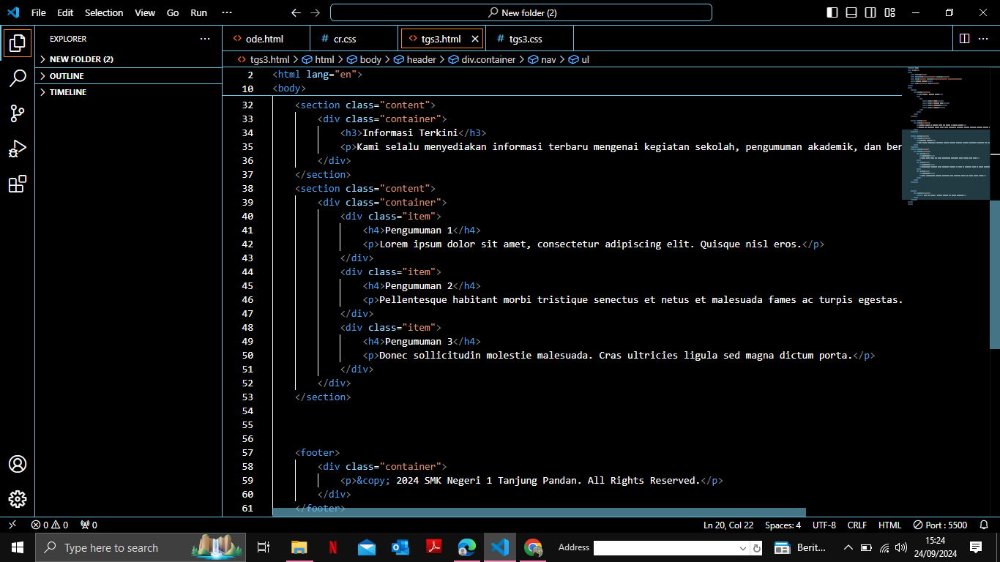 File Edit Selection View Go Run ··· New folder (2)
EXPLORER ···
NEW FOLDER (2)
OUTLINE
TIMELINE
ode.html # cr.css tgs3.html # tgs3.css ···
tgs3.html > html > body > header > div.container > nav > ul
2 <html lang="en">
10 <body>
32 <section class="content">
33 <div class="container">
34 <h3>Informasi Terkini</h3>
35 <p>Kami selalu menyediakan informasi terbaru mengenai kegiatan sekolah, pengumuman akademik, dan ber
36 </div>
37 </section>
38 <section class="content">
39 <div class="container">
40 <div class="item">
41 <h4>Pengumuman 1</h4>
42 <p>Lorem ipsum dolor sit amet, consectetur adipiscing elit. Quisque nisl eros.</p>
43 </div>
44 <div class="item">
45 <h4>Pengumuman 2</h4>
46 <p>Pellentesque habitant morbi tristique senectus et netus et malesuada fames ac turpis egestas.
47 </div>
48 <div class="item">
49 <h4>Pengumuman 3</h4>
50 <p>Donec sollicitudin molestie malesuada. Cras ultricies ligula sed magna dictum porta.</p>
51 </div>
52 </div>
53 </section>
54
55
56
57 <footer>
58 <div class="container">
59 <p>&copy; 2024 SMK Negeri 1 Tanjung Pandan. All Rights Reserved.</p>
60 </div>
61 </footer>
0 0 0 Ln 20, Col 22 Spaces: 4 UTF-8 CRLF HTML Port : 5500
Type here to search Address Berit... 15:24
24/09/2024